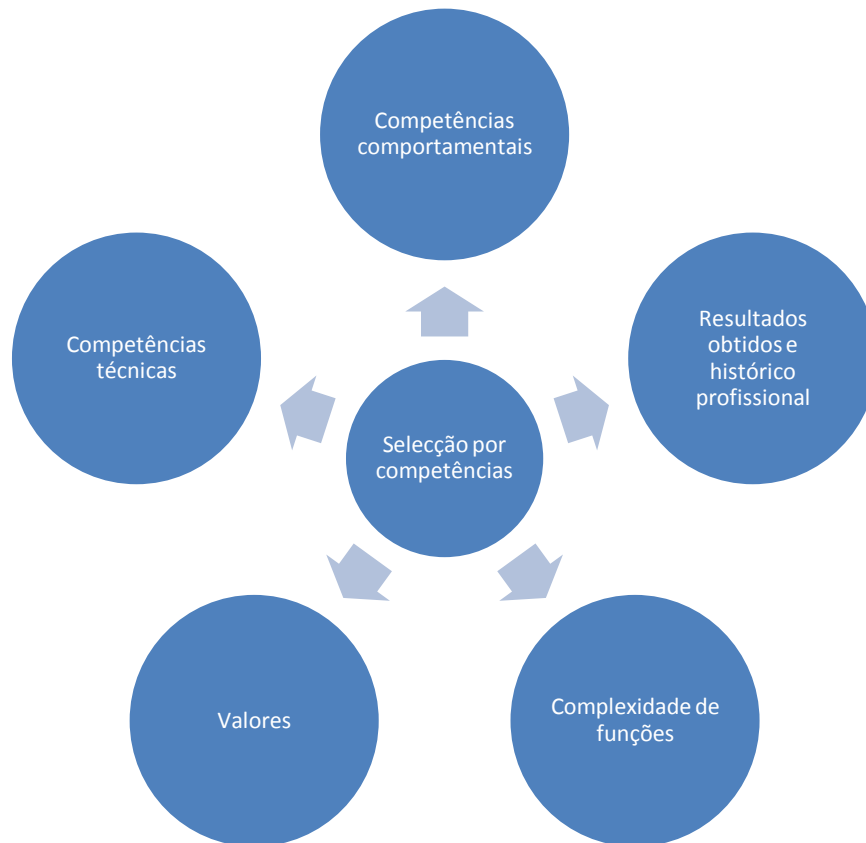 Competências
comportamentais
Resultados
obtidos e
histórico
profissional
Competências
técnicas
Selecção por
competências
Valores
Complexidade de
funções